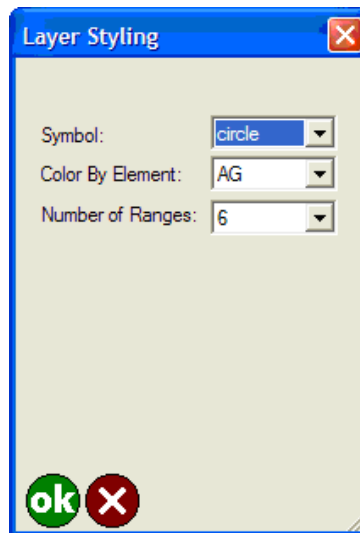 Layer Styling
Symbol: circle
Color By Element: AG
Number of Ranges: 6
ok